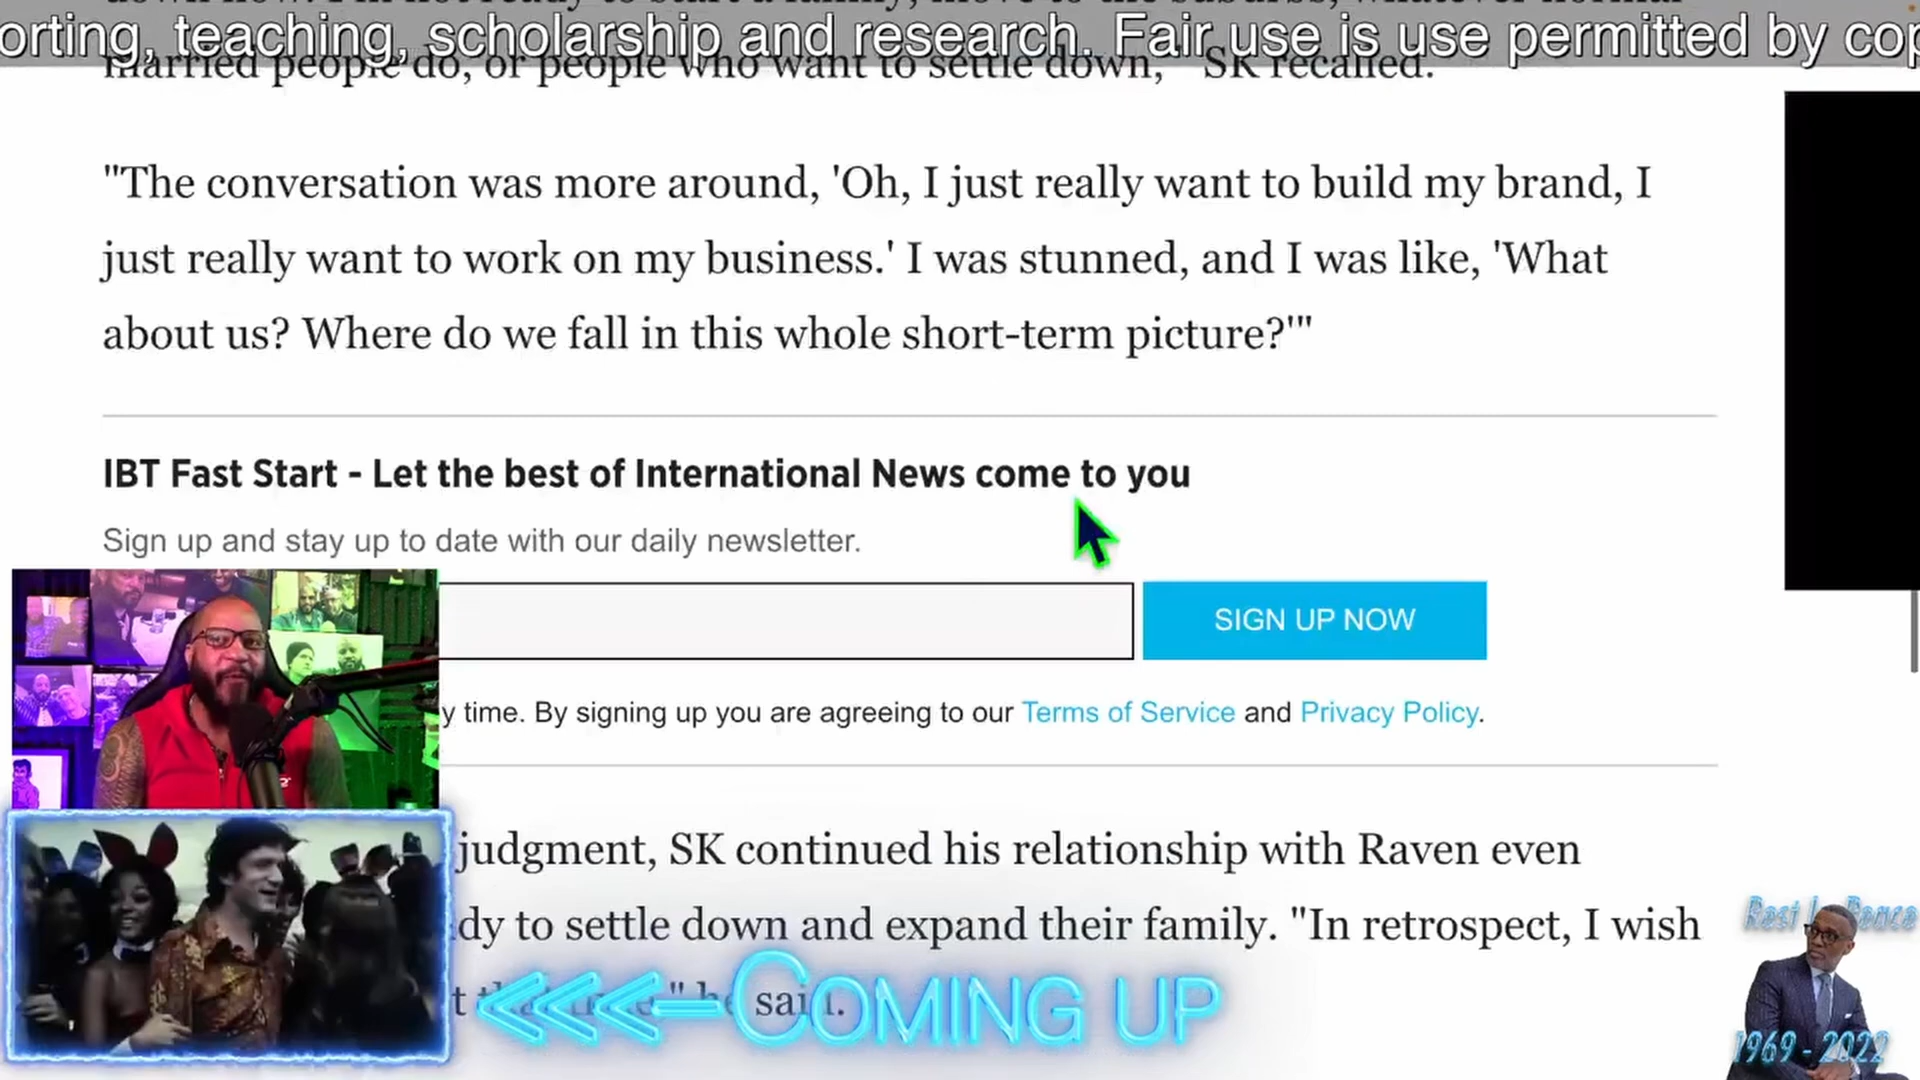 orting, teaching, scholarship and research. Fair use is use permitted by cop
married people do, or people who want to settle down,'" SK recalled.
"The conversation was more around, 'Oh, I just really want to build my brand, I
just really want to work on my business.' I was stunned, and I was like, 'What
about us? Where do we fall in this whole short-term picture?'"
IBT Fast Start - Let the best of International News come to you
Sign up and stay up to date with our daily newsletter.
SIGN UP NOW
y time. By signing up you are agreeing to our Terms of Service and Privacy Policy.
judgment, SK continued his relationship with Raven even
dy to settle down and expand their family. "In retrospect, I wish
" he said.
<<<-COMING UP
Rest In Peace
1969 - 2022